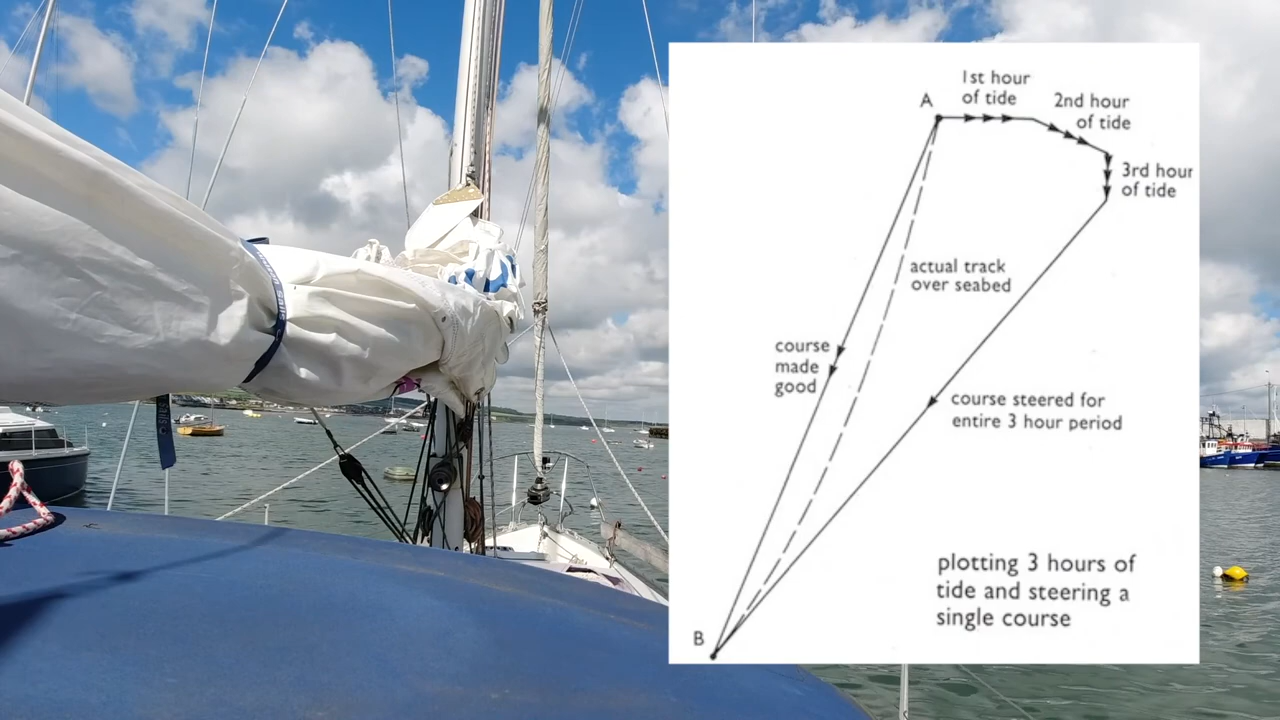 1st hour
of tide
A
2nd hour
of tide
3rd hour
of tide
actual track
over seabed
course
made
good
course steered for
entire 3 hour period
plotting 3 hours of
tide and steering a
single course
B